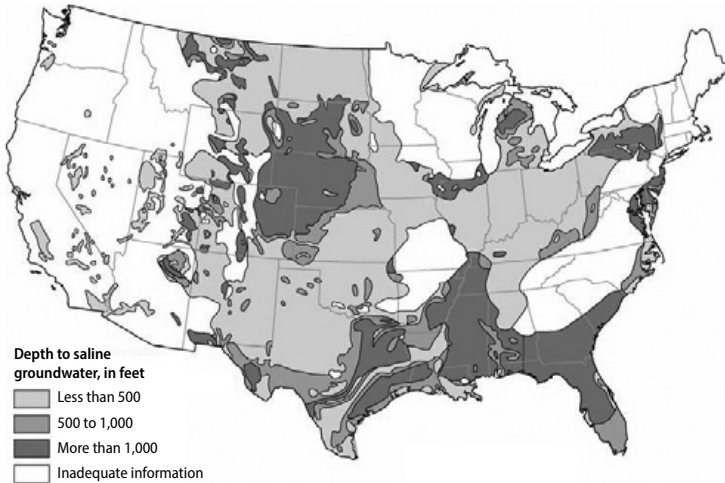 Depth to saline
groundwater, in feet
Less than 500
500 to 1,000
More than 1,000
Inadequate information